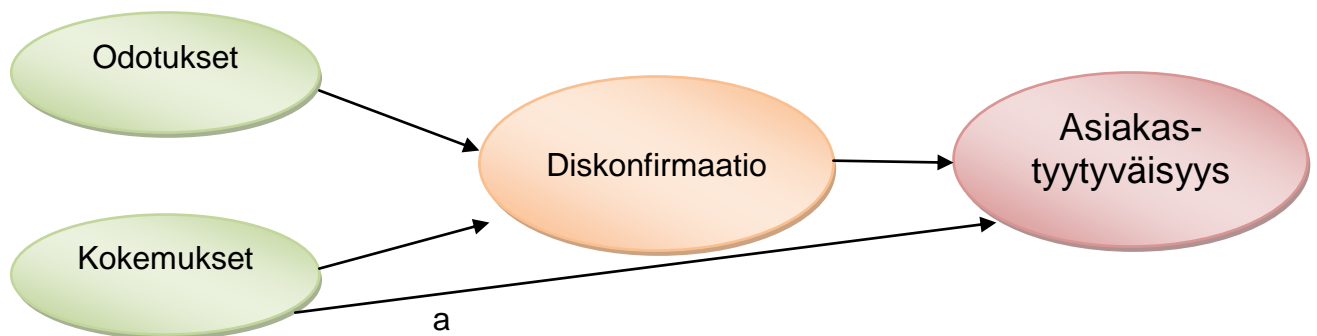 Odotukset
Diskonfirmaatio
Asiakas-
tyytyväisyys
Kokemukset
a